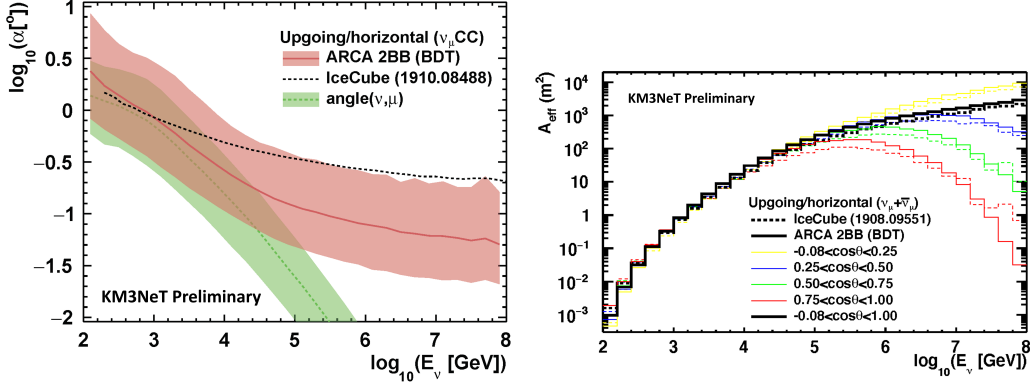 log10(α[°])
1
0.5
0
−0.5
−1
−1.5
−2
Upgoing/horizontal (νμCC)
ARCA 2BB (BDT)
IceCube (1910.08488)
angle(ν,μ)
KM3NeT Preliminary
2 3 4 5 6 7 8
log10(Eν [GeV])
Aeff (m²)
10⁴
10³
10²
10
1
10⁻¹
10⁻²
10⁻³
KM3NeT Preliminary
Upgoing/horizontal (νμ+ν̅μ)
IceCube (1908.09551)
ARCA 2BB (BDT)
-0.08<cosθ<0.25
0.25<cosθ<0.50
0.50<cosθ<0.75
0.75<cosθ<1.00
-0.08<cosθ<1.00
2 3 4 5 6 7 8
log10(Eν [GeV])